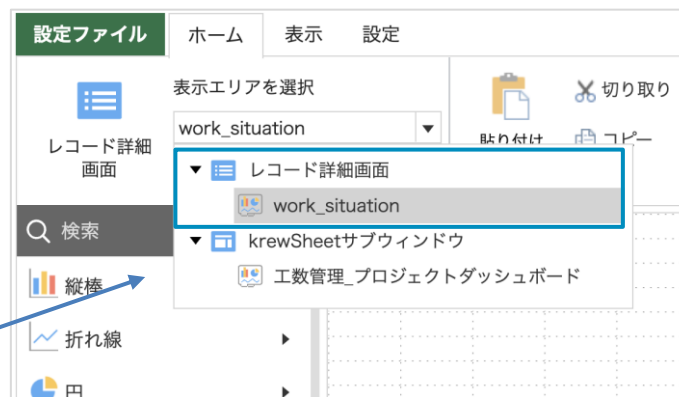 設定ファイル ホーム 表示 設定
表示エリアを選択
切り取り
work_situation
貼り付け
コピー
レコード詳細
画面
レコード詳細画面
work_situation
検索
krewSheetサブウィンドウ
縦棒
工数管理_プロジェクトダッシュボード
折れ線
円